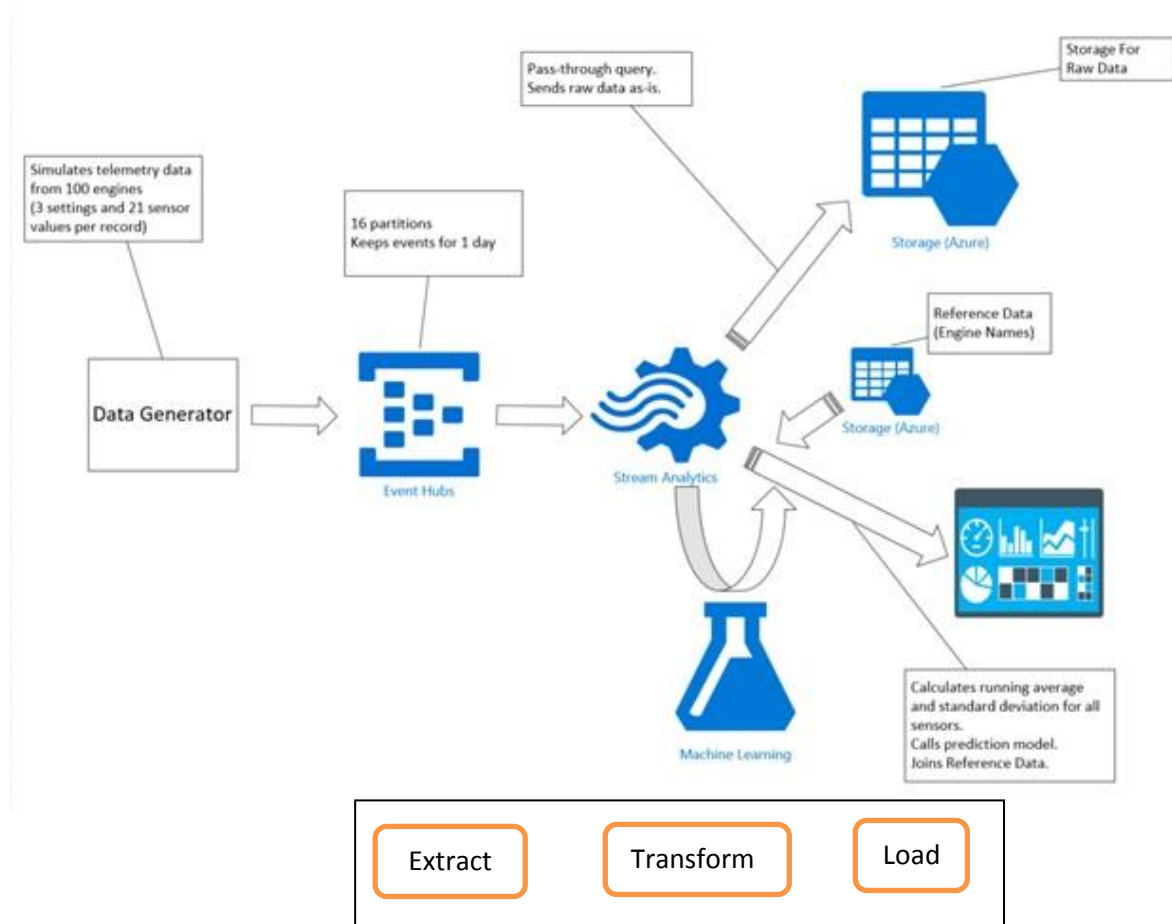 Storage For
Raw Data
Pass-through query.
Sends raw data as-is.
Simulates telemetry data
from 100 engines
(3 settings and 21 sensor
values per record)
16 partitions
Keeps events for 1 day
Storage (Azure)
Reference Data
(Engine Names)
Data Generator
Storage (Azure)
Event Hubs
Stream Analytics
Calculates running average
and standard deviation for all
sensors.
Calls prediction model.
Joins Reference Data.
Machine Learning
Extract
Transform
Load